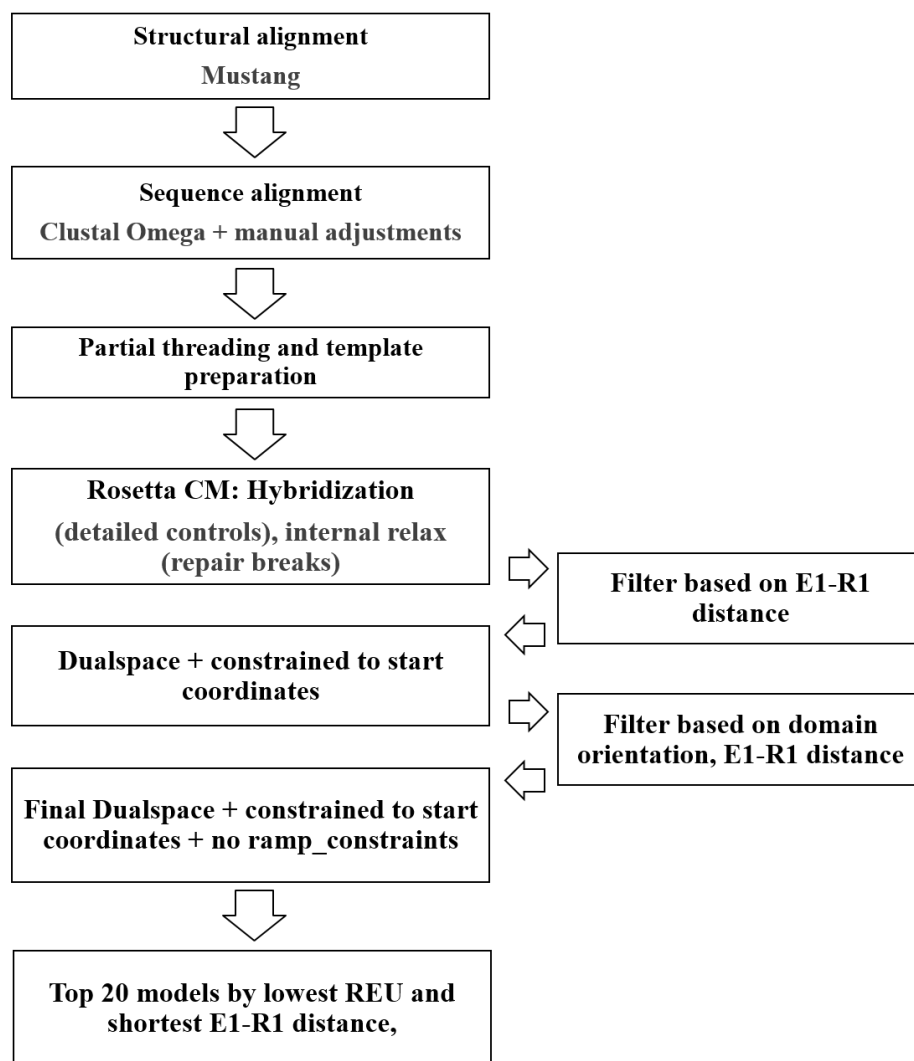 Structural alignment
Mustang
Sequence alignment
Clustal Omega + manual adjustments
Partial threading and template
preparation
Rosetta CM: Hybridization
(detailed controls), internal relax
(repair breaks)
Filter based on E1-R1
distance
Dualspace + constrained to start
coordinates
Filter based on domain
orientation, E1-R1 distance
Final Dualspace + constrained to start
coordinates + no ramp_constraints
Top 20 models by lowest REU and
shortest E1-R1 distance,